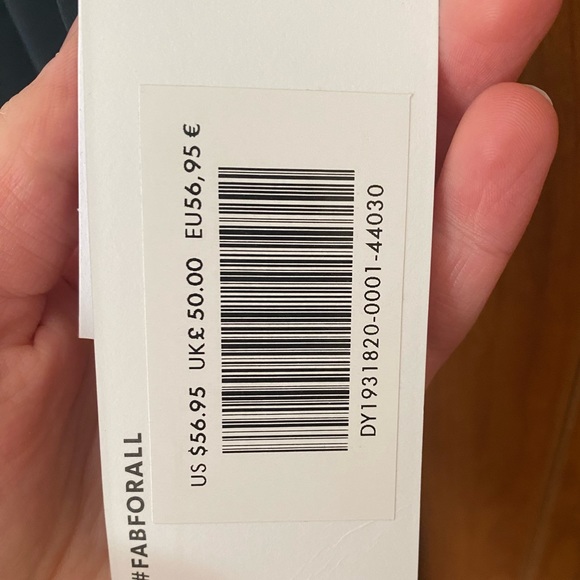 US $56.95 UK£ 50.00 EU56,95 €
DY1931820-0001-44030
#FABFORALL